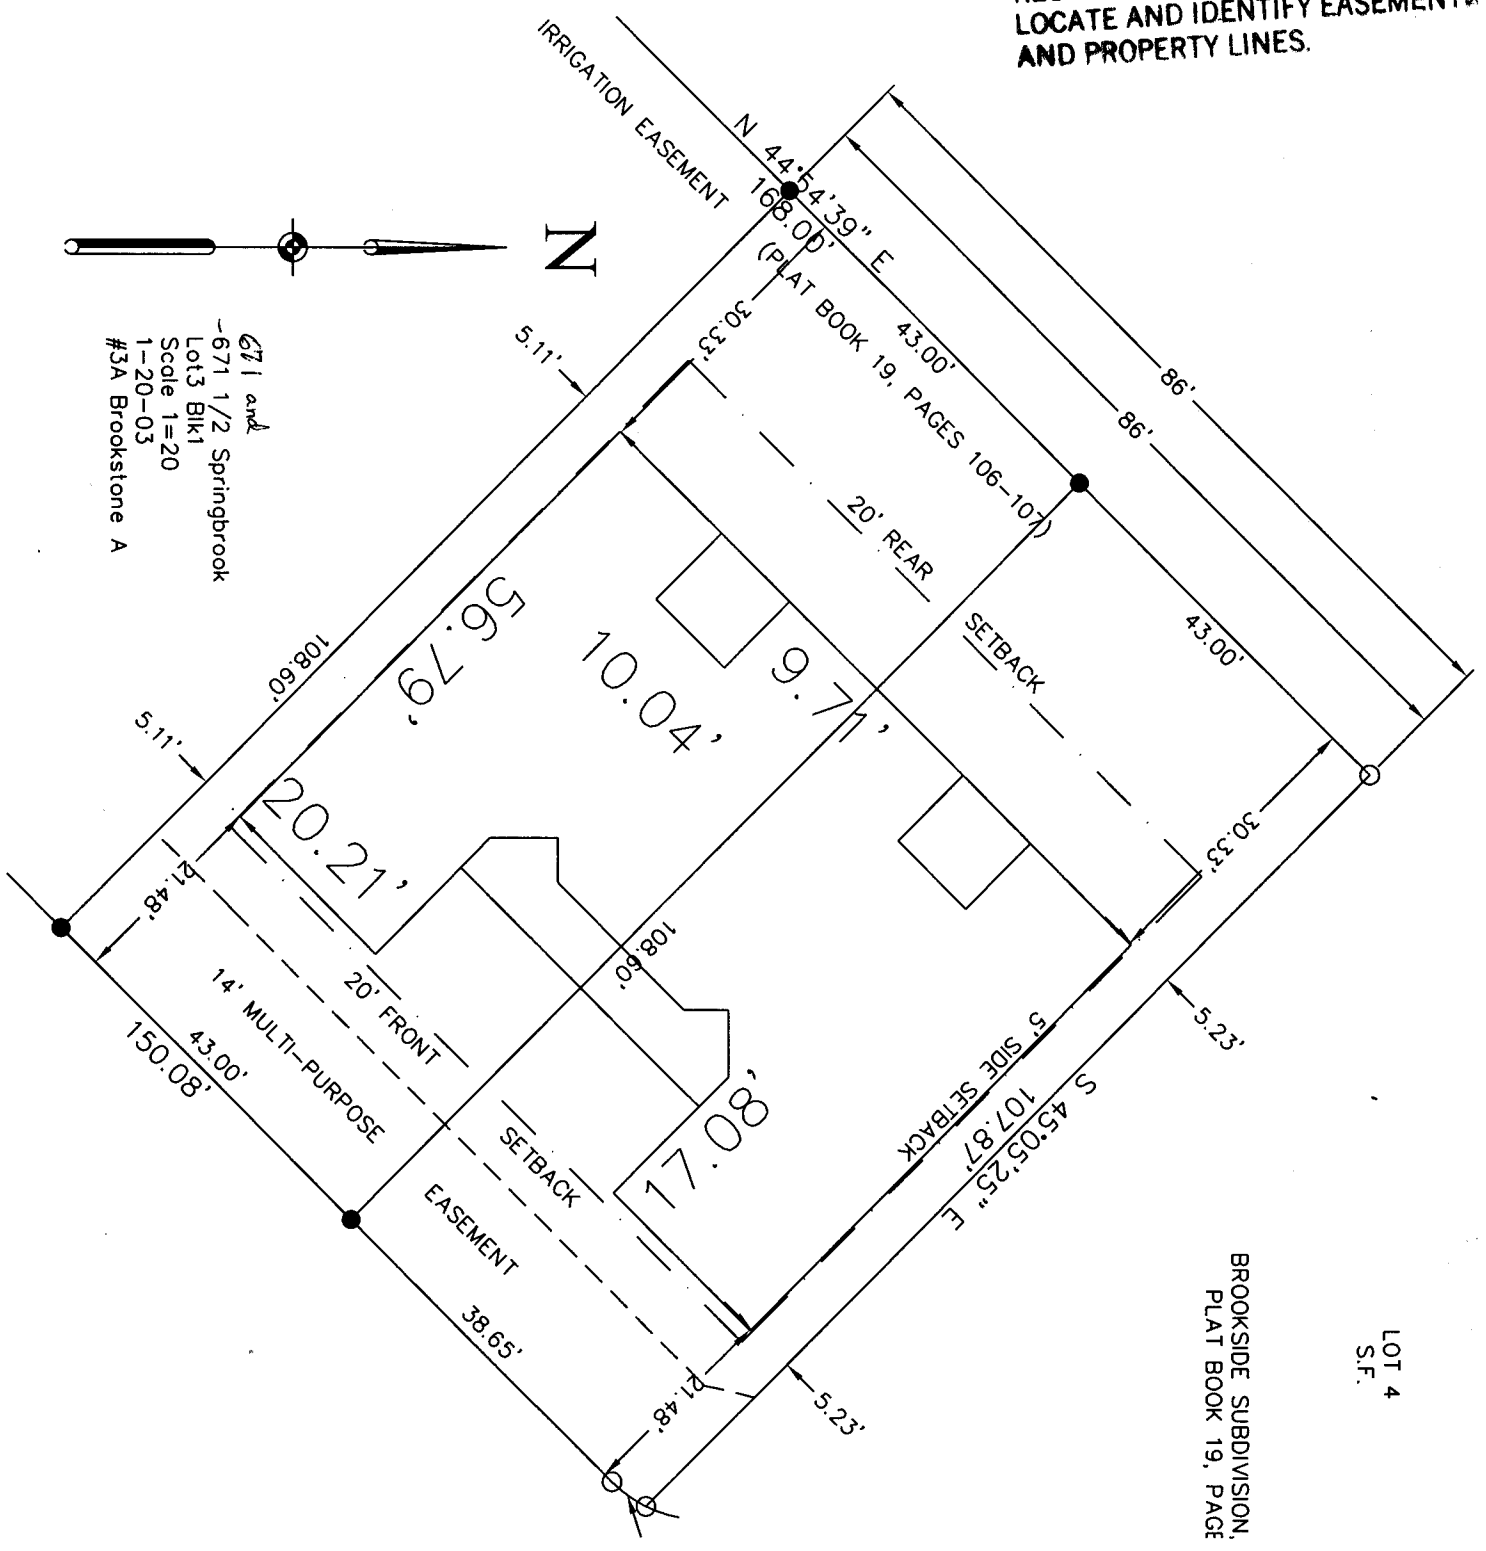 LOCATE AND IDENTIFY EASEMENTS
AND PROPERTY LINES.
IRRIGATION EASEMENT
N 44°54'39" E
168.00'
(PLAT BOOK 19, PAGES 106-107)
43.00'
86'
86'
43.00'
N
671 and
-671 1/2 Springbrook
Lot3 Blk1
Scale 1=20
1-20-03
#3A Brookstone A
5.11'
30.33'
20' REAR
SETBACK
56.79'
10.04'
9.71'
108.60'
5.11'
30.33'
20.21'
21.48'
108.60'
5.23'
5' SIDE SETBACK
S 45°05'25" E
107.87'
14' MULTI-PURPOSE
EASEMENT
20' FRONT
SETBACK
43.00'
150.08'
17.08'
38.65'
21.48'
5.23'
LOT 4
S.F.
BROOKSIDE SUBDIVISION,
PLAT BOOK 19, PAGE